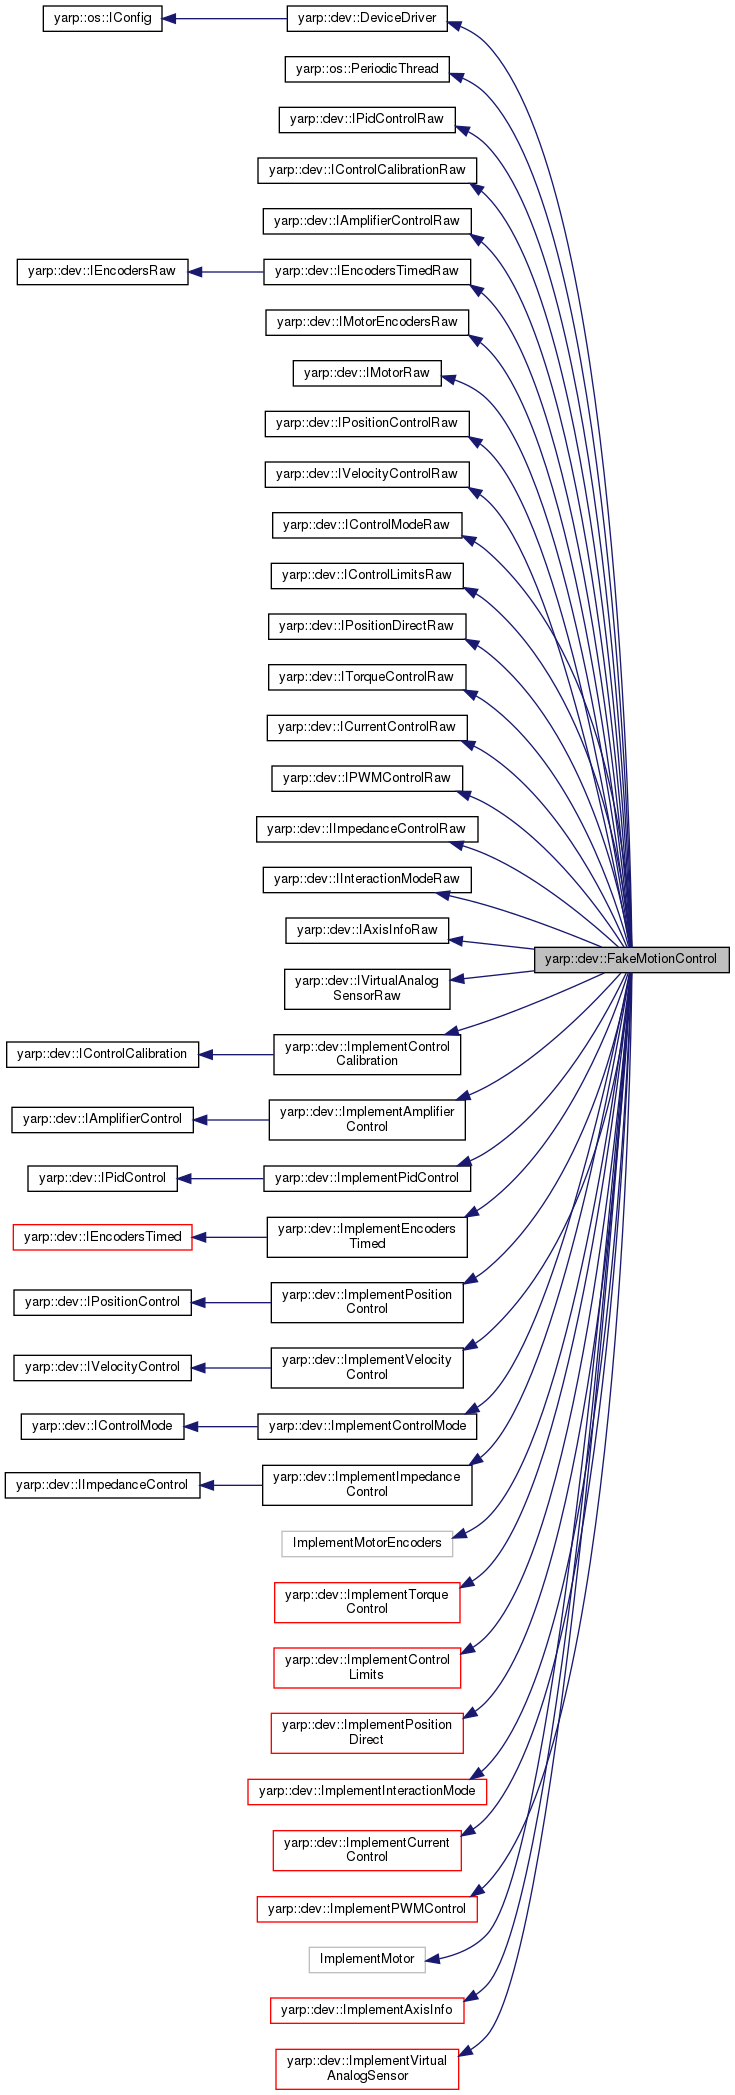 yarp::os::IConfig
yarp::dev::DeviceDriver
yarp::os::PeriodicThread
yarp::dev::IPidControlRaw
yarp::dev::IControlCalibrationRaw
yarp::dev::IAmplifierControlRaw
yarp::dev::IEncodersRaw
yarp::dev::IEncodersTimedRaw
yarp::dev::IMotorEncodersRaw
yarp::dev::IMotorRaw
yarp::dev::IPositionControlRaw
yarp::dev::IVelocityControlRaw
yarp::dev::IControlModeRaw
yarp::dev::IControlLimitsRaw
yarp::dev::IPositionDirectRaw
yarp::dev::ITorqueControlRaw
yarp::dev::ICurrentControlRaw
yarp::dev::IPWMControlRaw
yarp::dev::IImpedanceControlRaw
yarp::dev::IInteractionModeRaw
yarp::dev::IAxisInfoRaw
yarp::dev::FakeMotionControl
yarp::dev::IVirtualAnalog
SensorRaw
yarp::dev::IControlCalibration
yarp::dev::ImplementControl
Calibration
yarp::dev::IAmplifierControl
yarp::dev::ImplementAmplifier
Control
yarp::dev::IPidControl
yarp::dev::ImplementPidControl
yarp::dev::IEncodersTimed
yarp::dev::ImplementEncoders
Timed
yarp::dev::IPositionControl
yarp::dev::ImplementPosition
Control
yarp::dev::IVelocityControl
yarp::dev::ImplementVelocity
Control
yarp::dev::IControlMode
yarp::dev::ImplementControlMode
yarp::dev::IImpedanceControl
yarp::dev::ImplementImpedance
Control
ImplementMotorEncoders
yarp::dev::ImplementTorque
Control
yarp::dev::ImplementControl
Limits
yarp::dev::ImplementPosition
Direct
yarp::dev::ImplementInteractionMode
yarp::dev::ImplementCurrent
Control
yarp::dev::ImplementPWMControl
ImplementMotor
yarp::dev::ImplementAxisInfo
yarp::dev::ImplementVirtual
AnalogSensor